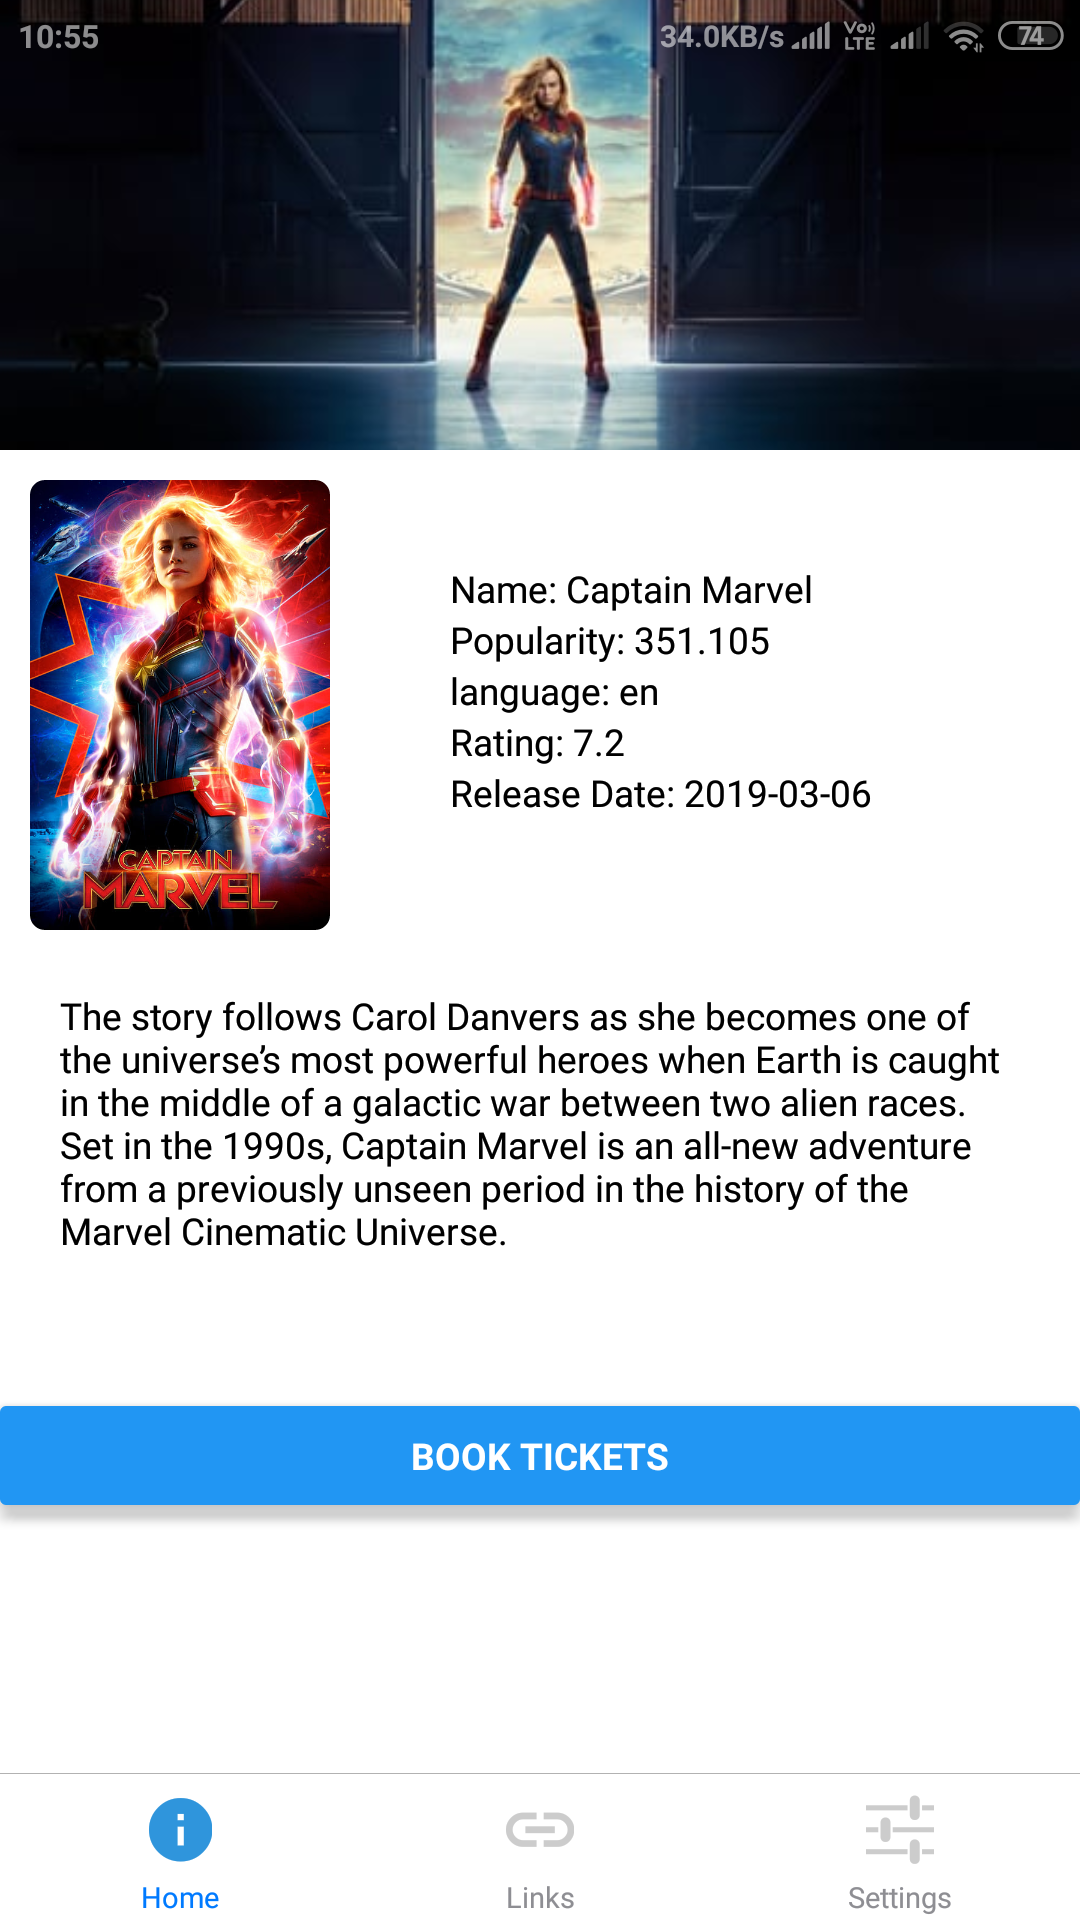 10:55
34.0KB/s Vo)) LTE 74
CAPTAIN
MARVEL
Name: Captain Marvel
Popularity: 351.105
language: en
Rating: 7.2
Release Date: 2019-03-06
The story follows Carol Danvers as she becomes one of
the universe’s most powerful heroes when Earth is caught
in the middle of a galactic war between two alien races.
Set in the 1990s, Captain Marvel is an all-new adventure
from a previously unseen period in the history of the
Marvel Cinematic Universe.
BOOK TICKETS
Home
Links
Settings